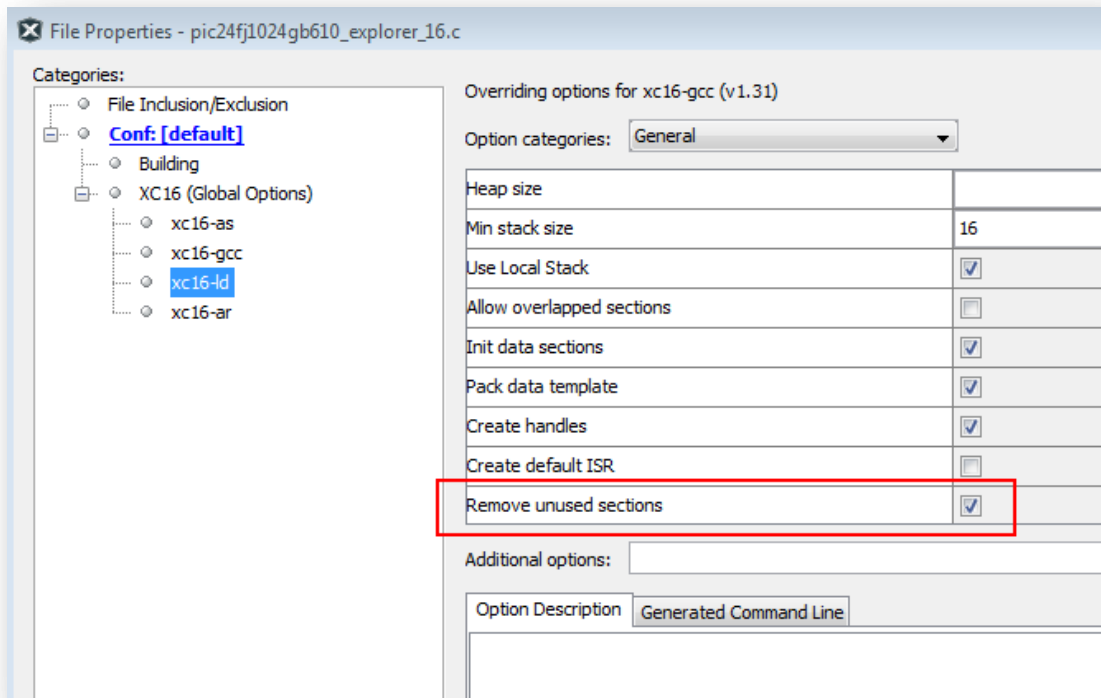 File Properties - pic24fj1024gb610_explorer_16.c
Categories:
File Inclusion/Exclusion
Conf: [default]
Building
XC16 (Global Options)
xc16-as
xc16-gcc
xc16-ld
xc16-ar
Overriding options for xc16-gcc (v1.31)
Option categories: General
Heap size
Min stack size 16
Use Local Stack
Allow overlapped sections
Init data sections
Pack data template
Create handles
Create default ISR
Remove unused sections
Additional options:
Option Description Generated Command Line